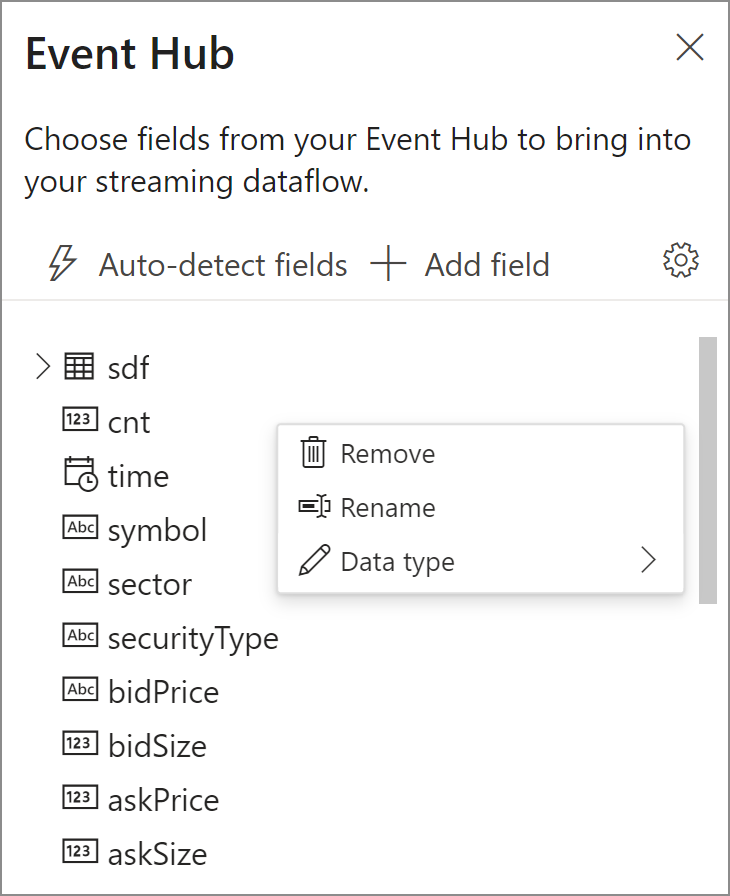 Event Hub
Choose fields from your Event Hub to bring into
your streaming dataflow.
Auto-detect fields Add field
sdf
123 cnt
time
Abc symbol
Abc sector
Abc securityType
Abc bidPrice
123 bidSize
123 askPrice
123 askSize
Remove
Rename
Data type